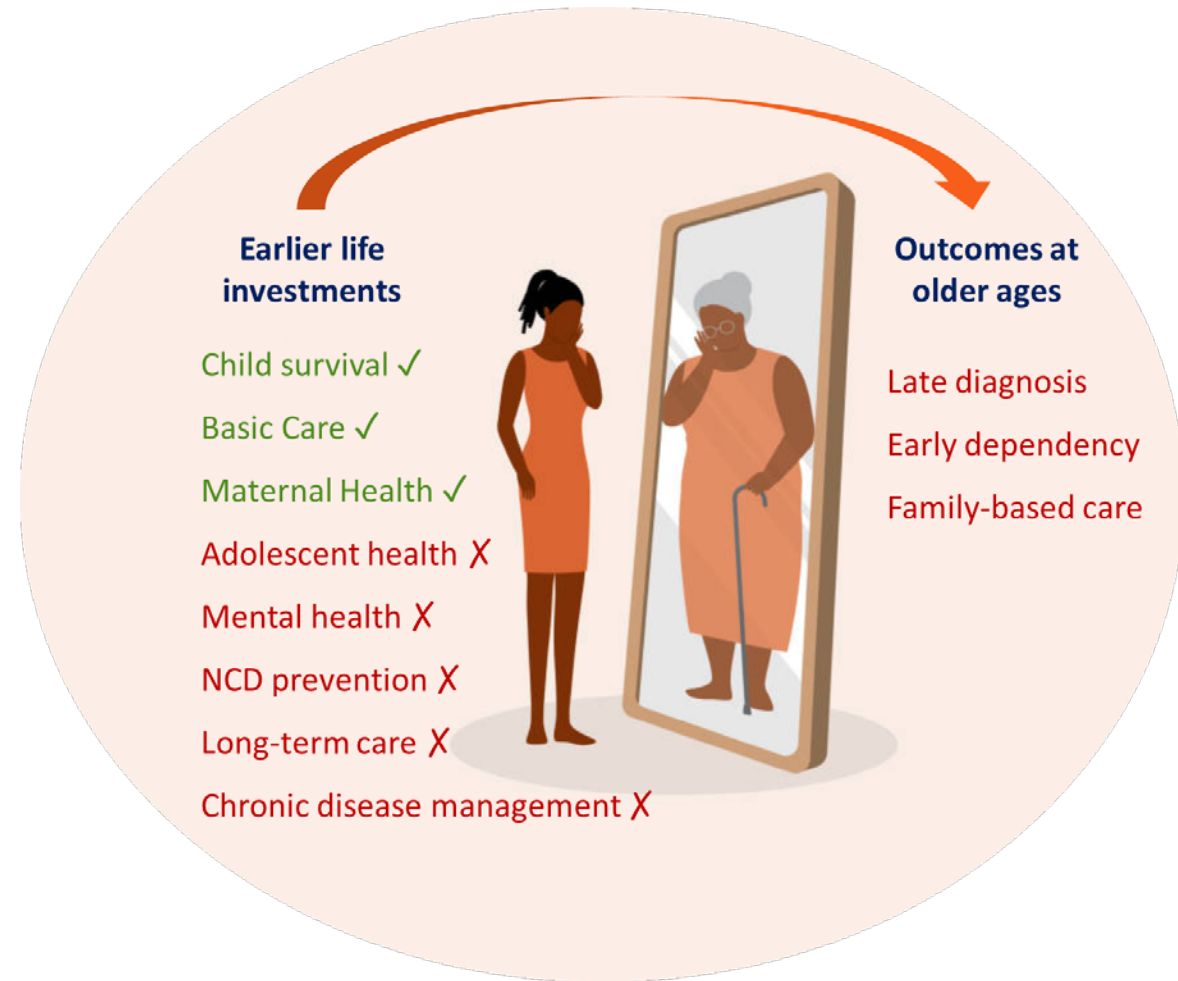 Earlier life
investments
Child survival ✓
Basic Care ✓
Maternal Health ✓
Adolescent health ✗
Mental health ✗
NCD prevention ✗
Long-term care ✗
Chronic disease management ✗
Outcomes at
older ages
Late diagnosis
Early dependency
Family-based care